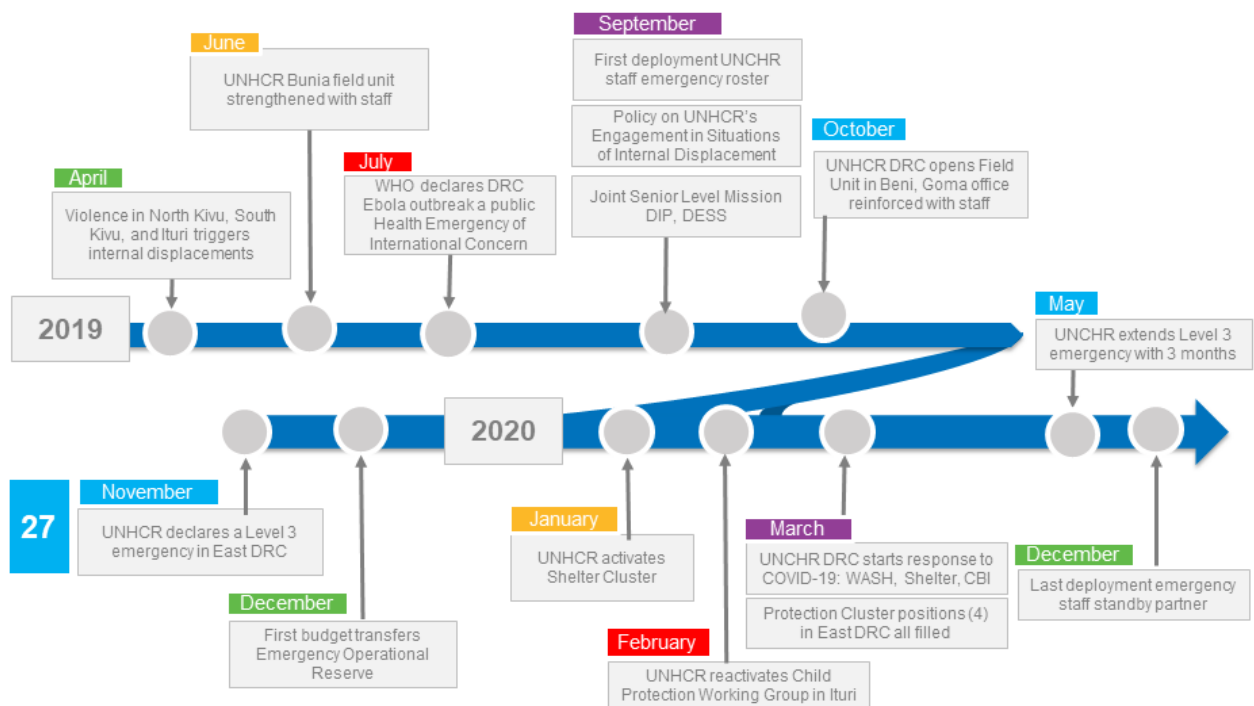 2019
April
Violence in North Kivu, South
Kivu, and Ituri triggers
internal displacements
June
UNHCR Bunia field unit
strengthened with staff
July
WHO declares DRC
Ebola outbreak a public
Health Emergency of
International Concern
September
First deployment UNCHR
staff emergency roster
Policy on UNHCR's
Engagement in Situations
of Internal Displacement
Joint Senior Level Mission
DIP, DESS
October
UNHCR DRC opens Field
Unit in Beni, Goma office
reinforced with staff
27
November
UNHCR declares a Level 3
emergency in East DRC
December
First budget transfers
Emergency Operational
Reserve
2020
January
UNHCR activates
Shelter Cluster
February
UNHCR reactivates Child
Protection Working Group in Ituri
March
UNCHR DRC starts response to
COVID-19: WASH, Shelter, CBI
Protection Cluster positions (4)
in East DRC all filled
May
UNCHR extends Level 3
emergency with 3 months
December
Last deployment emergency
staff standby partner